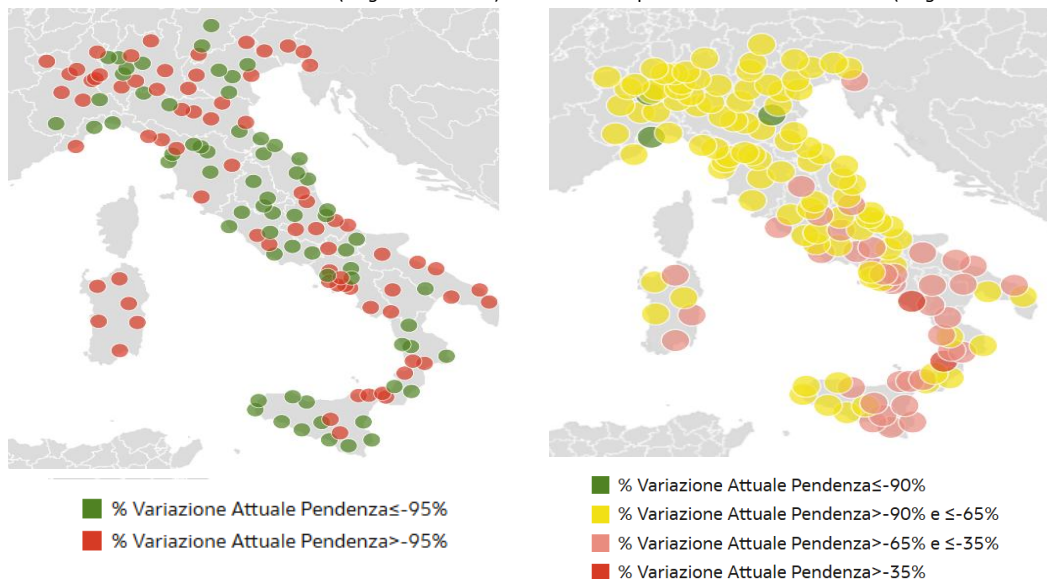 % Variazione Attuale Pendenza≤-95%
% Variazione Attuale Pendenza>-95%
% Variazione Attuale Pendenza≤-90%
% Variazione Attuale Pendenza>-90% e ≤-65%
% Variazione Attuale Pendenza>-65% e ≤-35%
% Variazione Attuale Pendenza>-35%